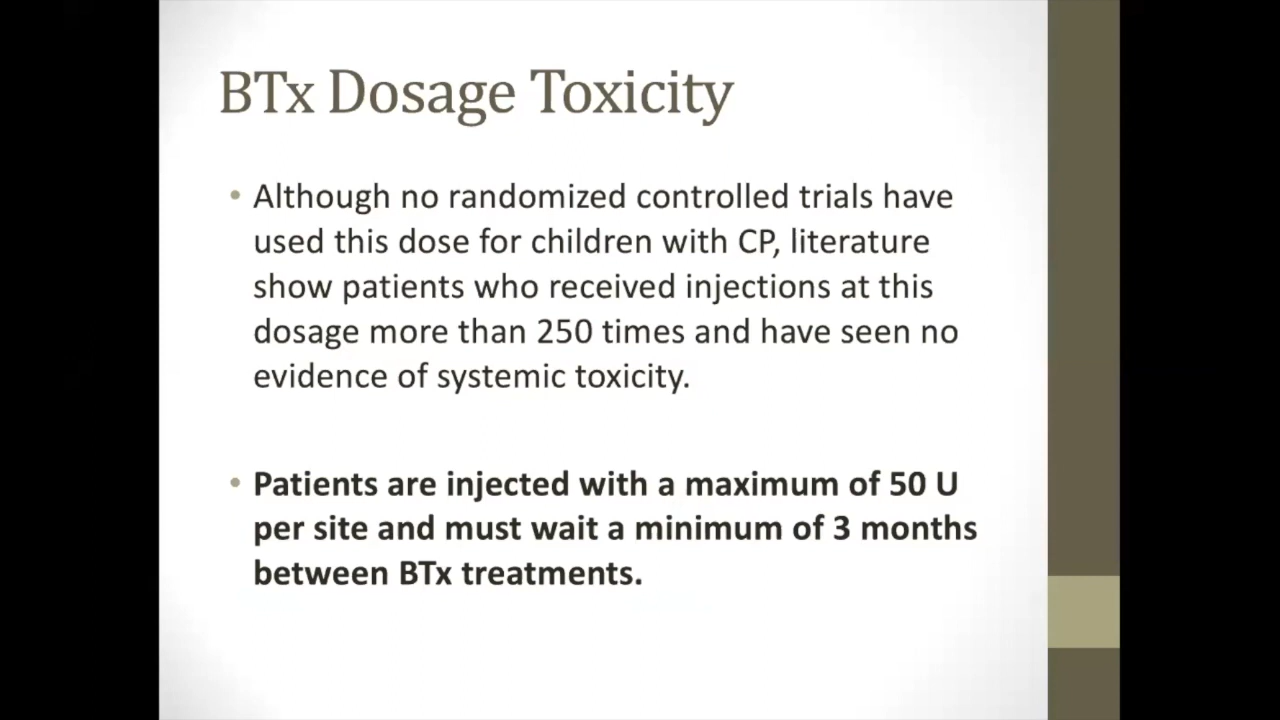 BTx Dosage Toxicity
• Although no randomized controlled trials have
used this dose for children with CP, literature
show patients who received injections at this
dosage more than 250 times and have seen no
evidence of systemic toxicity.
• Patients are injected with a maximum of 50 U
per site and must wait a minimum of 3 months
between BTx treatments.